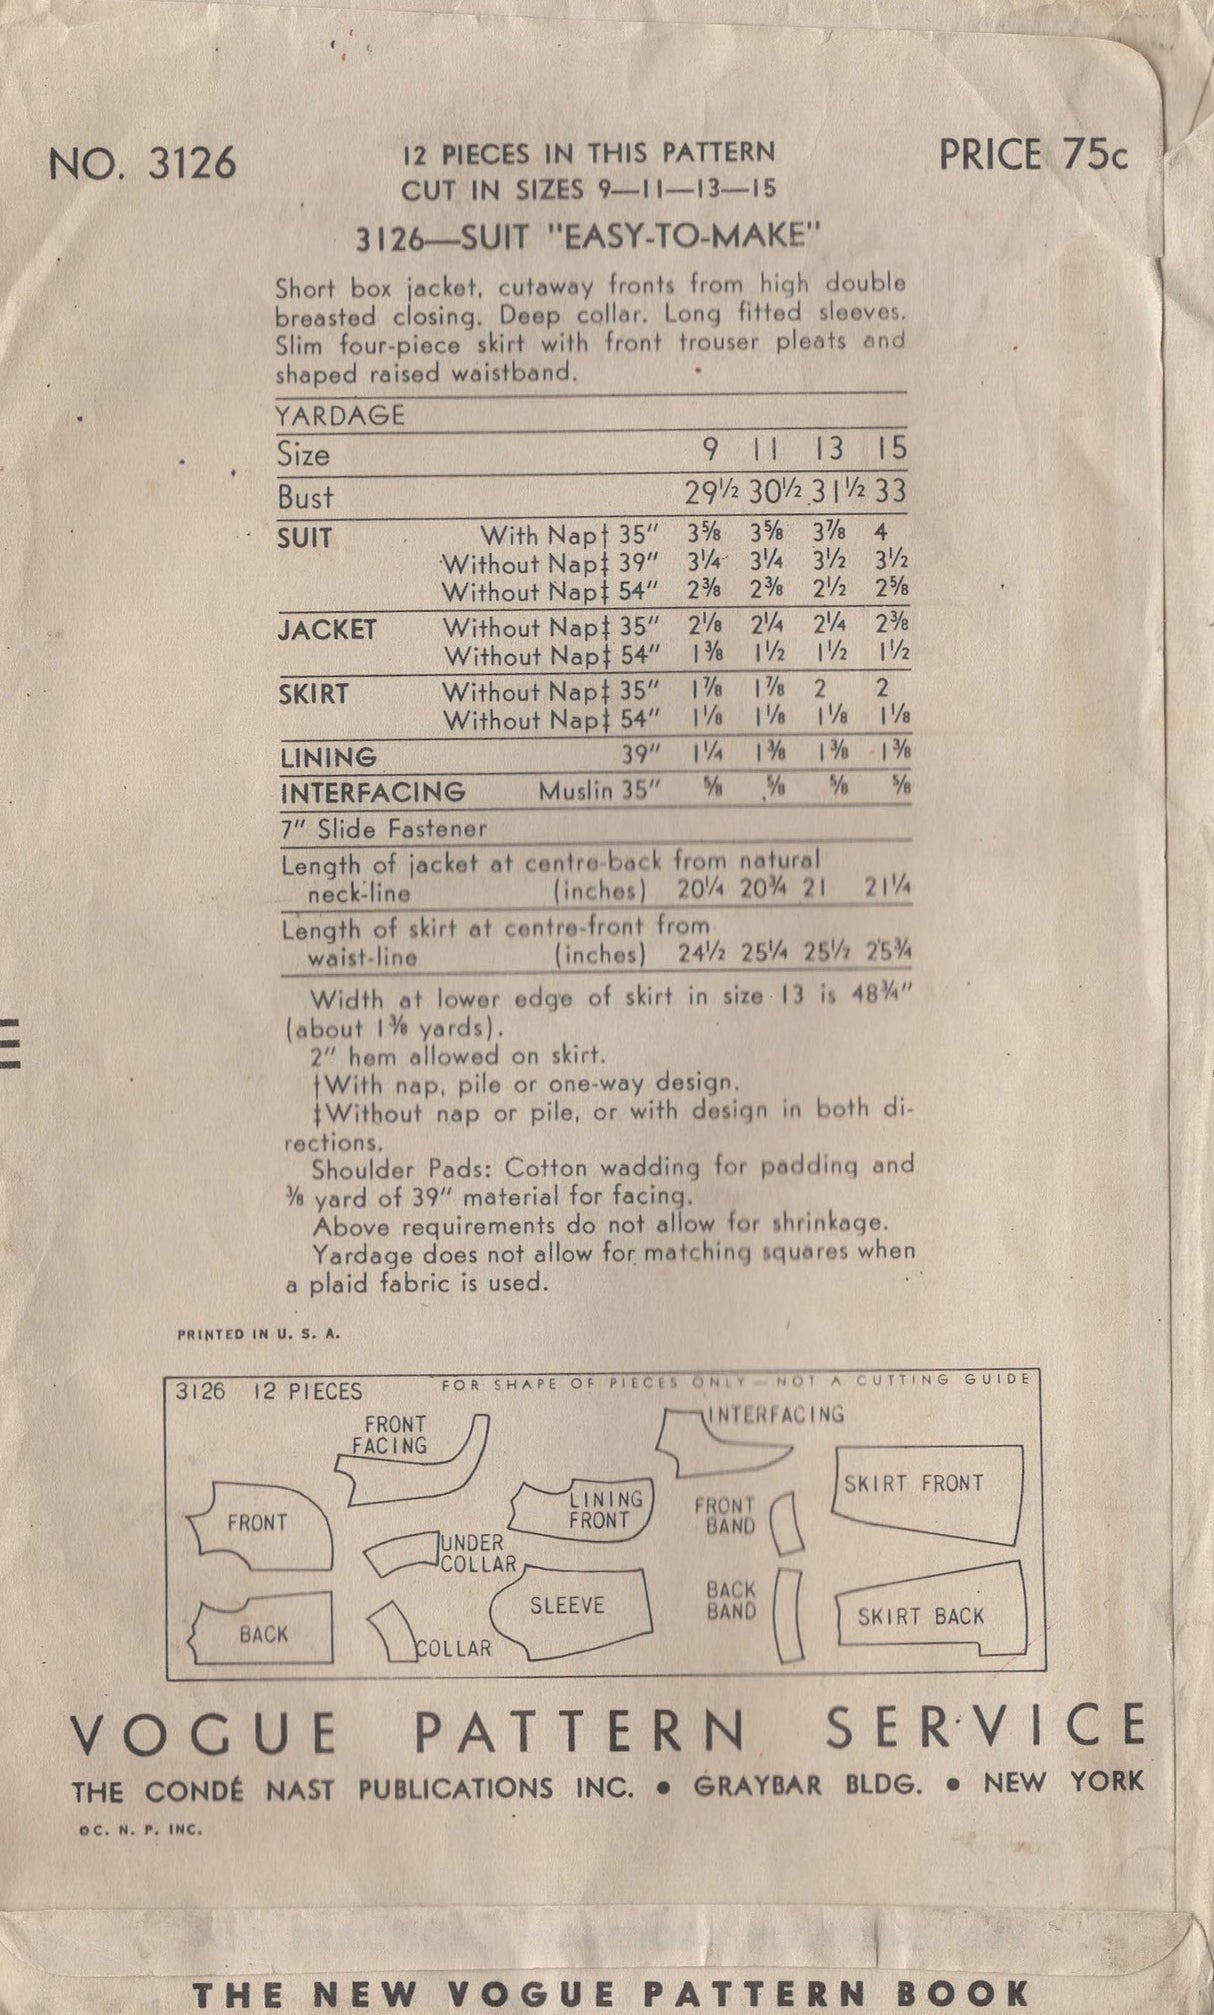 NO. 3126
12 PIECES IN THIS PATTERN
PRICE 75c
CUT IN SIZES 9—11—13—15
3126—SUIT "EASY-TO-MAKE"
Short box jacket, cutaway fronts from high double
breasted closing. Deep collar. Long fitted sleeves.
Slim four-piece skirt with front trouser pleats and
shaped raised waistband.
YARDAGE
Size 9 11 13 15
Bust 29½ 30½ 31½ 33
SUIT With Nap† 35″ 3⅝ 3⅝ 3⅞ 4
Without Nap‡ 39″ 3¼ 3¼ 3½ 3½
Without Nap‡ 54″ 2⅜ 2⅜ 2½ 2⅝
JACKET Without Nap‡ 35″ 2⅛ 2¼ 2¼ 2⅜
Without Nap‡ 54″ 1⅜ 1½ 1½ 1½
SKIRT Without Nap‡ 35″ 1⅞ 1⅞ 2 2
Without Nap‡ 54″ 1⅛ 1⅛ 1⅛ 1⅛
LINING 39″ 1¼ 1⅜ 1⅜ 1⅜
INTERFACING Muslin 35″ ⅝ ⅝ ⅝ ⅝
7″ Slide Fastener
Length of jacket at centre-back from natural
neck-line (inches) 20¼ 20¾ 21 21¼
Length of skirt at centre-front from
waist-line (inches) 24½ 25¼ 25½ 25¾
Width at lower edge of skirt in size 13 is 48¾″
(about 1⅜ yards).
2″ hem allowed on skirt.
†With nap, pile or one-way design.
‡Without nap or pile, or with design in both di-
rections.
Shoulder Pads: Cotton wadding for padding and
⅜ yard of 39″ material for facing.
Above requirements do not allow for shrinkage.
Yardage does not allow for matching squares when
a plaid fabric is used.
PRINTED IN U. S. A.
3126 12 PIECES
FOR SHAPE OF PIECES ONLY — NOT A CUTTING GUIDE
FRONT
FACING
INTERFACING
FRONT
LINING
FRONT
FRONT
BAND
SKIRT FRONT
UNDER
COLLAR
BACK
COLLAR
SLEEVE
BACK
BAND
SKIRT BACK
VOGUE PATTERN SERVICE
THE CONDÉ NAST PUBLICATIONS INC. • GRAYBAR BLDG. • NEW YORK
©C. N. P. INC.
THE NEW VOGUE PATTERN BOOK